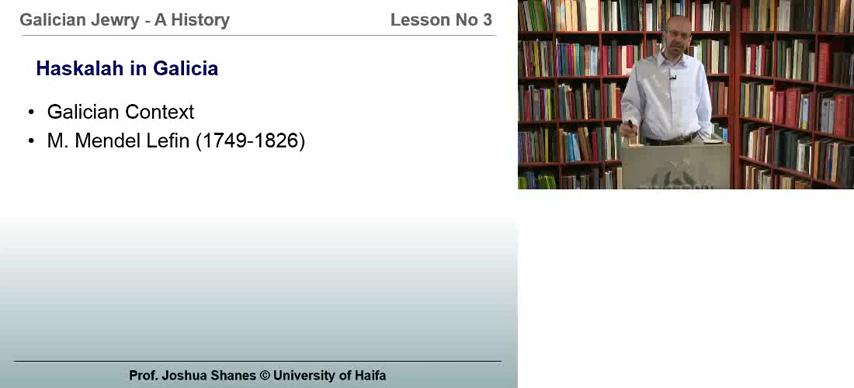 Galician Jewry - A History
Lesson No 3
Haskalah in Galicia
• Galician Context
• M. Mendel Lefin (1749-1826)
Prof. Joshua Shanes © University of Haifa